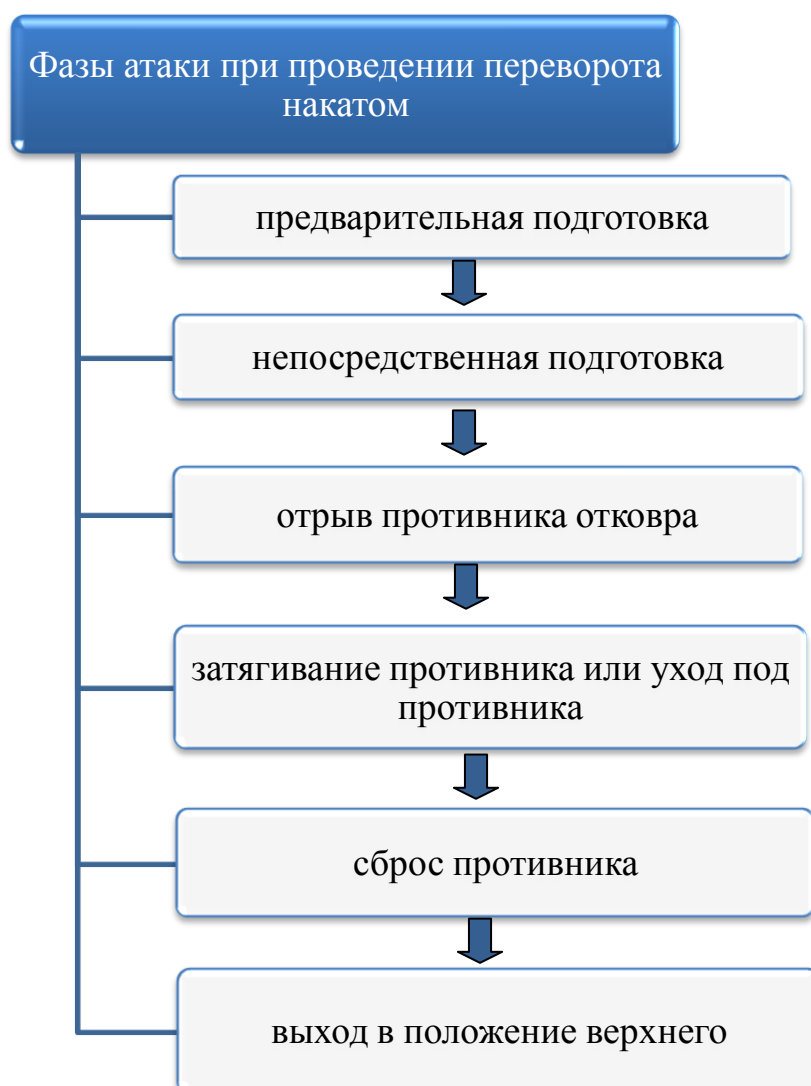 Фазы атаки при проведении переворота
накатом
предварительная подготовка
непосредственная подготовка
отрыв противника отковра
затягивание противника или уход под
противника
сброс противника
выход в положение верхнего